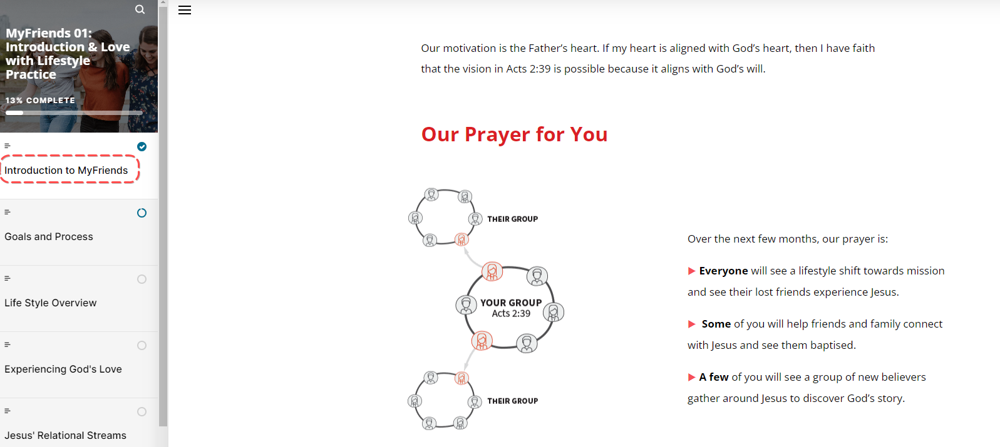 MyFriends 01:
Introduction & Love
with Lifestyle
Practice
13% COMPLETE
Introduction to MyFriends
Goals and Process
Life Style Overview
Experiencing God's Love
Jesus' Relational Streams
Our motivation is the Father’s heart. If my heart is aligned with God’s heart, then I have faith
that the vision in Acts 2:39 is possible because it aligns with God’s will.
Our Prayer for You
THEIR GROUP
YOUR GROUP
Acts 2:39
THEIR GROUP
Over the next few months, our prayer is:
▶ Everyone will see a lifestyle shift towards mission
and see their lost friends experience Jesus.
▶ Some of you will help friends and family connect
with Jesus and see them baptised.
▶ A few of you will see a group of new believers
gather around Jesus to discover God’s story.